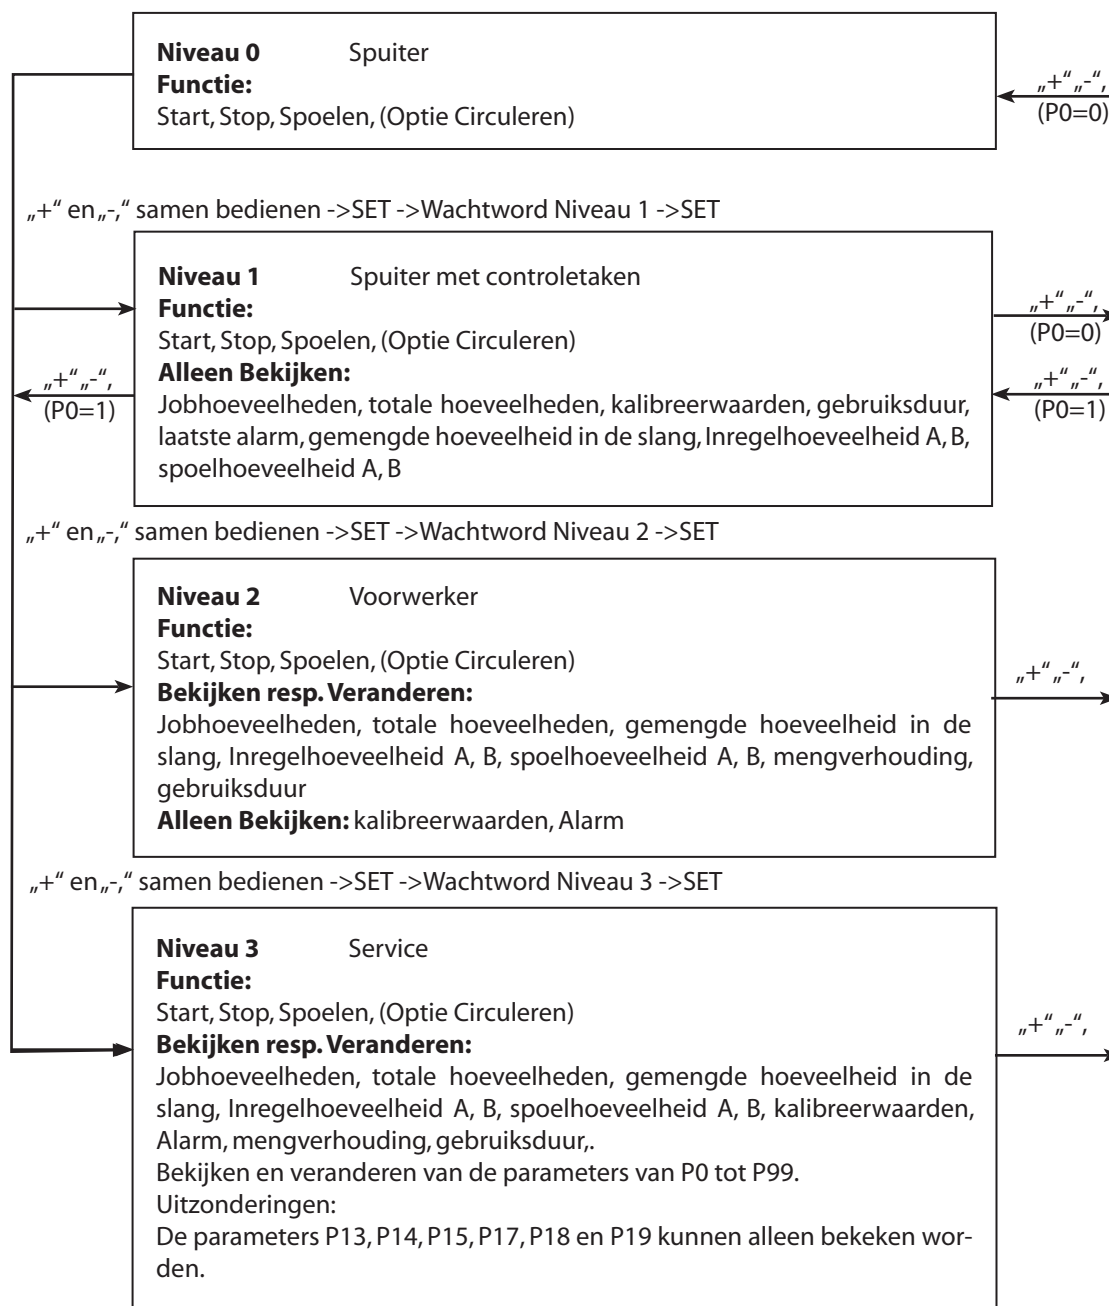 Niveau 0 Spuiter
Functie:
Start, Stop, Spoelen, (Optie Circuleren)
„+“ „-“,
(P0=0)
„+“ en „-,“ samen bedienen ->SET ->Wachtword Niveau 1 ->SET
Niveau 1 Spuiter met controletaken
Functie:
Start, Stop, Spoelen, (Optie Circuleren)
Alleen Bekijken:
Jobhoeveelheden, totale hoeveelheden, kalibreerwaarden, gebruiksduur,
laatste alarm, gemengde hoeveelheid in de slang, Inregelhoeveelheid A, B,
spoelhoeveelheid A, B
„+“ „-“,
(P0=0)
„+“ „-“,
(P0=1)
„+“ „-“,
(P0=1)
„+“ en „-,“ samen bedienen ->SET ->Wachtword Niveau 2 ->SET
Niveau 2 Voorwerker
Functie:
Start, Stop, Spoelen, (Optie Circuleren)
Bekijken resp. Veranderen:
Jobhoeveelheden, totale hoeveelheden, gemengde hoeveelheid in de
slang, Inregelhoeveelheid A, B, spoelhoeveelheid A, B, mengverhouding,
gebruiksduur
Alleen Bekijken: kalibreerwaarden, Alarm
„+“ „-“,
„+“ en „-,“ samen bedienen ->SET ->Wachtword Niveau 3 ->SET
Niveau 3 Service
Functie:
Start, Stop, Spoelen, (Optie Circuleren)
Bekijken resp. Veranderen:
Jobhoeveelheden, totale hoeveelheden, gemengde hoeveelheid in de
slang, Inregelhoeveelheid A, B, spoelhoeveelheid A, B, kalibreerwaarden,
Alarm, mengverhouding, gebruiksduur,.
Bekijken en veranderen van de parameters van P0 tot P99.
Uitzonderingen:
De parameters P13, P14, P15, P17, P18 en P19 kunnen alleen bekeken wor-
den.
„+“ „-“,